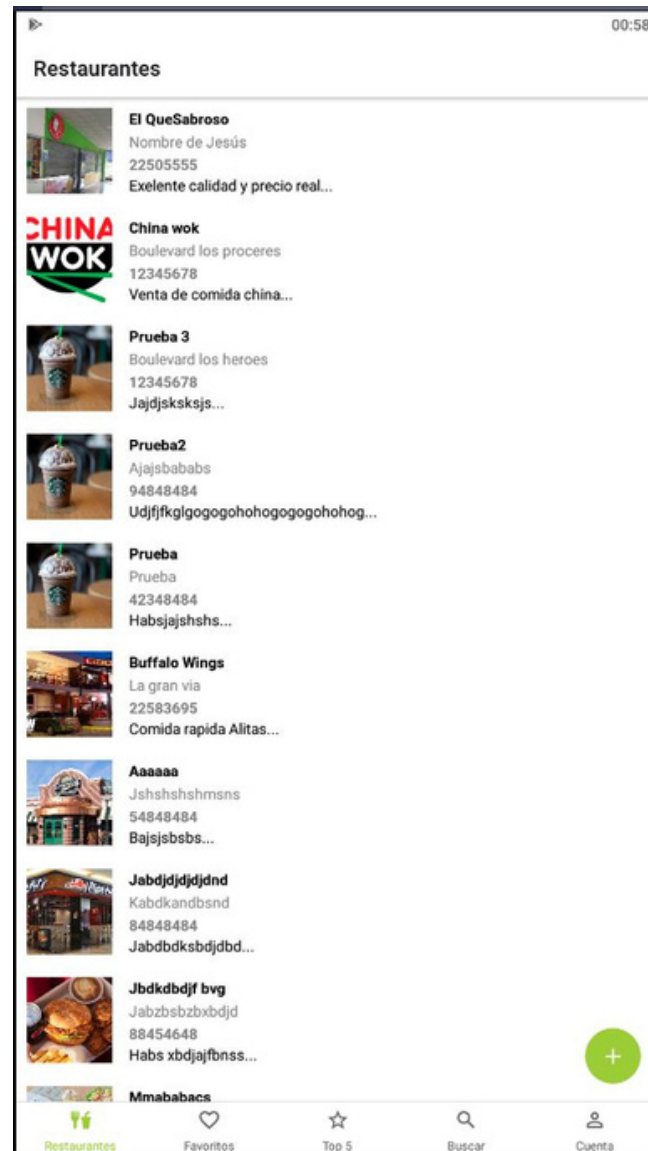 00:58
Restaurantes
El QueSabroso
Nombre de Jesús
22505555
Exelente calidad y precio real...
CHINA
WOK
China wok
Boulevard los proceres
12345678
Venta de comida china...
Prueba 3
Boulevard los heroes
12345678
Jajdjsksksjs...
Prueba2
Ajajsbababs
94848484
Udjfjfkglgogogohohogogogohohog...
Prueba
Prueba
42348484
Habsjajshshs...
Buffalo Wings
La gran via
22583695
Comida rapida Alitas...
Aaaaaa
Jshshshshmsns
54848484
Bajsjsbsbs...
Jabdjdjdjdjdnd
Kabdkandbsnd
84848484
Jabdbdksbdjdbd...
Jbdkdbdjf bvg
Jabzbsbzbxbdjd
88454648
Habs xbdjajfbnss...
Mmababacs
+
Restaurantes
Favoritos
Top 5
Buscar
Cuenta